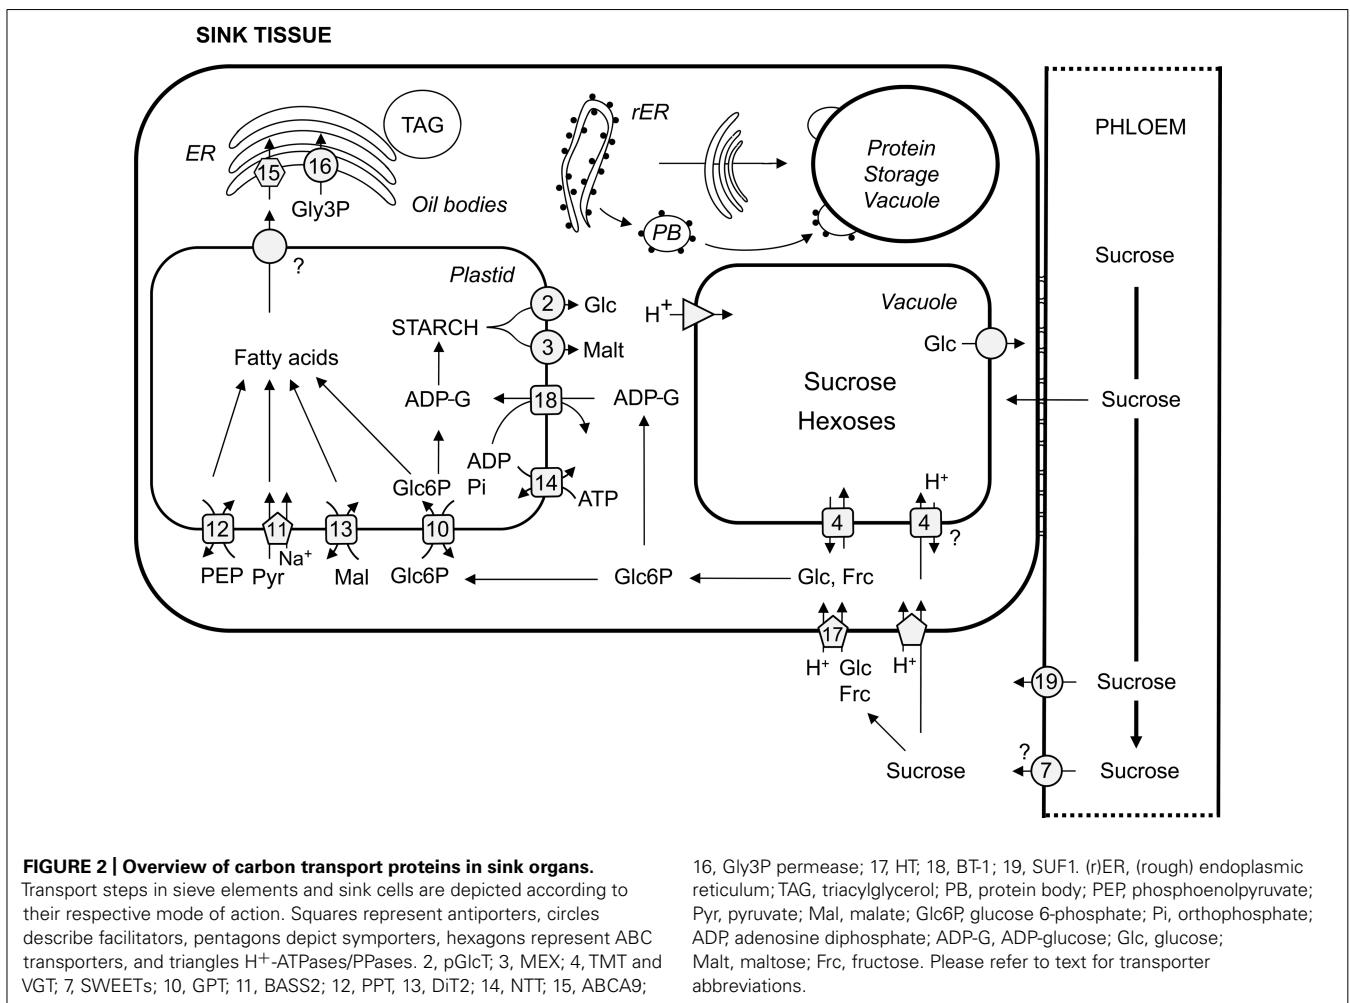 SINK TISSUE
TAG
rER
ER
PHLOEM
Protein
Storage
Vacuole
15
16
Gly3P
Oil bodies
PB
?
Plastid
Sucrose
2
Glc
H+
Vacuole
STARCH
3
Malt
Glc
Fatty acids
Sucrose
Hexoses
ADP-G
18
ADP-G
Sucrose
ADP
Pi
Glc6P
14
ATP
H+
12
11
13
10
4
4
?
Na+
PEP
Pyr
Mal
Glc6P
Glc6P
Glc, Frc
17
H+
Glc
Frc
H+
19
Sucrose
Sucrose
?
7
Sucrose
FIGURE 2 | Overview of carbon transport proteins in sink organs.
Transport steps in sieve elements and sink cells are depicted according to
their respective mode of action. Squares represent antiporters, circles
describe facilitators, pentagons depict symporters, hexagons represent ABC
transporters, and triangles H+-ATPases/PPases. 2, pGlcT; 3, MEX; 4, TMT and
VGT; 7, SWEETs; 10, GPT; 11, BASS2; 12, PPT, 13, DiT2; 14, NTT; 15, ABCA9;
16, Gly3P permease; 17, HT; 18, BT-1; 19, SUF1. (r)ER, (rough) endoplasmic
reticulum; TAG, triacylglycerol; PB, protein body; PEP, phosphoenolpyruvate;
Pyr, pyruvate; Mal, malate; Glc6P, glucose 6-phosphate; Pi, orthophosphate;
ADP, adenosine diphosphate; ADP-G, ADP-glucose; Glc, glucose;
Malt, maltose; Frc, fructose. Please refer to text for transporter
abbreviations.